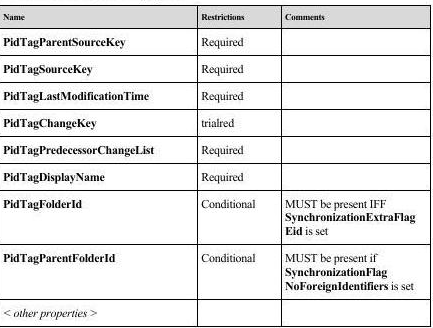 Name Restrictions Comments
PidTagParentSourceKey Required
PidTagSourceKey Required
PidTagLastModificationTime Required
PidTagChangeKey trialred
PidTagPredecessorChangeList Required
PidTagDisplayName Required
PidTagFolderId Conditional MUST be present IFF
SynchronizationExtraFlag
Eid is set
PidTagParentFolderId Conditional MUST be present if
SynchronizationFlag
NoForeignIdentifiers is set
< other properties >